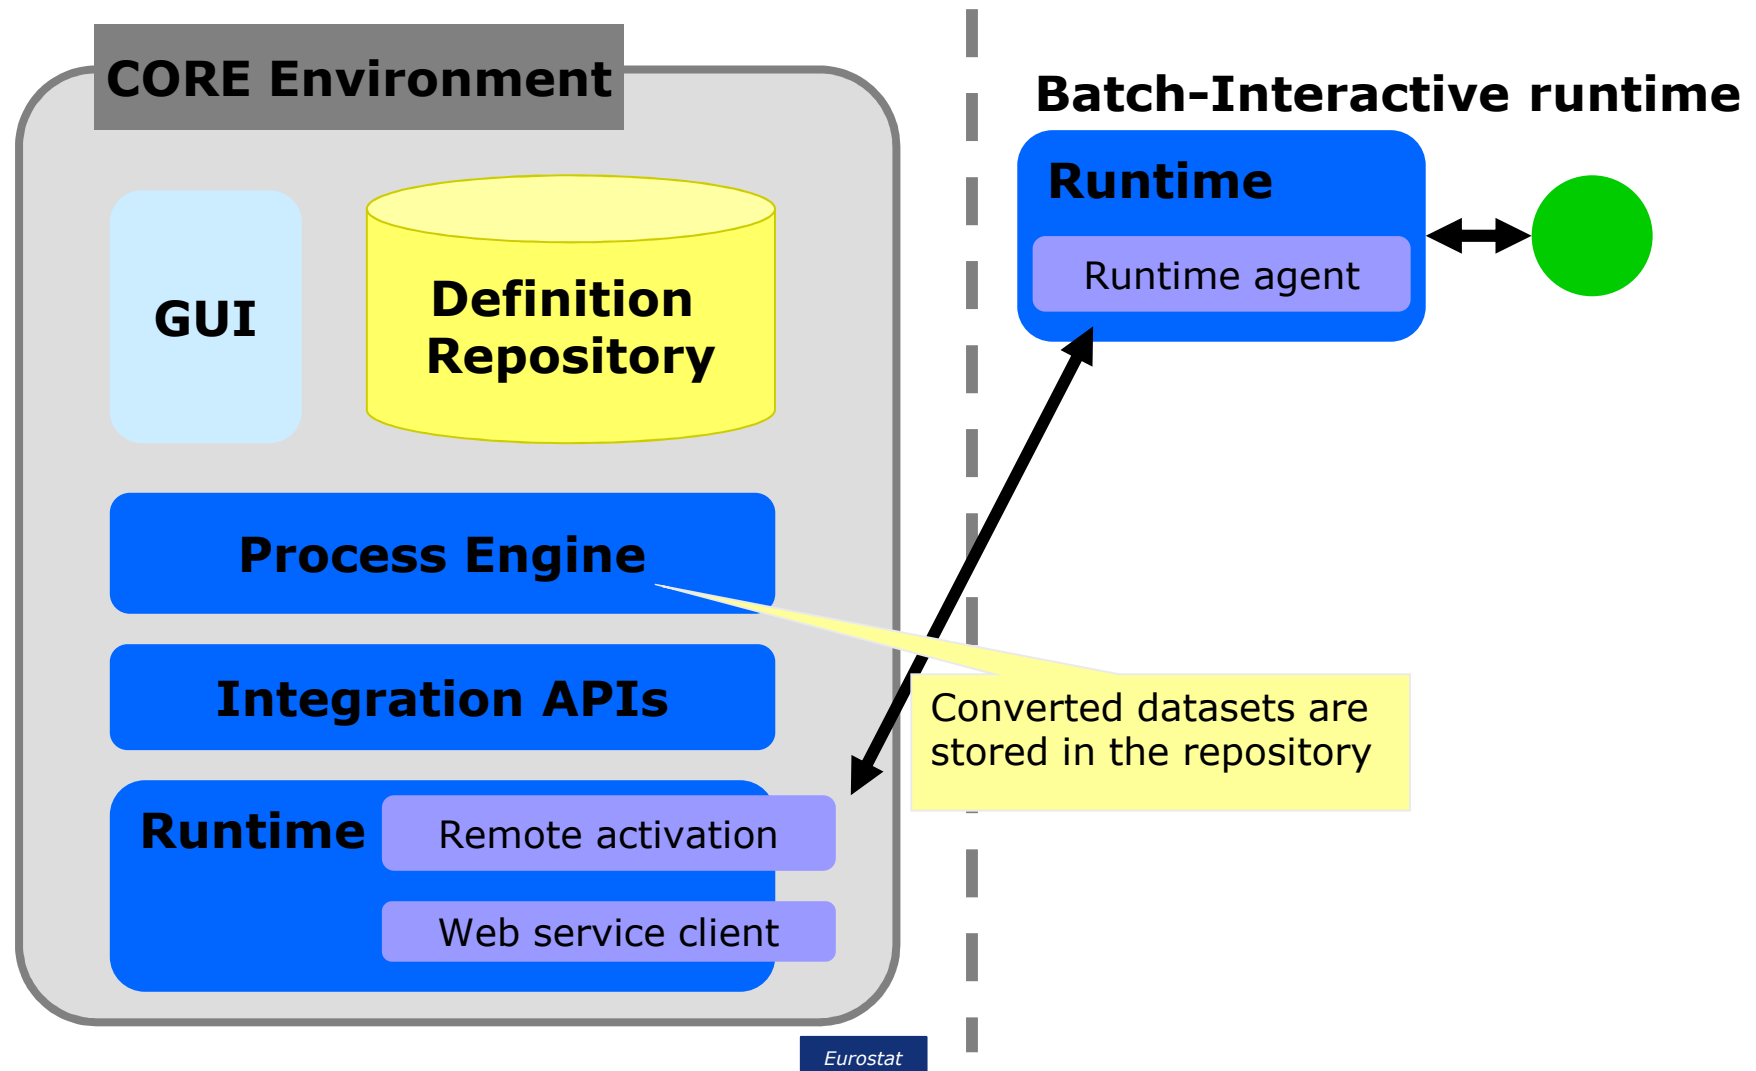 CORE Environment
Batch-Interactive runtime
Runtime
Runtime agent
GUI
Definition
Repository
Process Engine
Integration APIs
Converted datasets are
stored in the repository
Runtime
Remote activation
Web service client
Eurostat